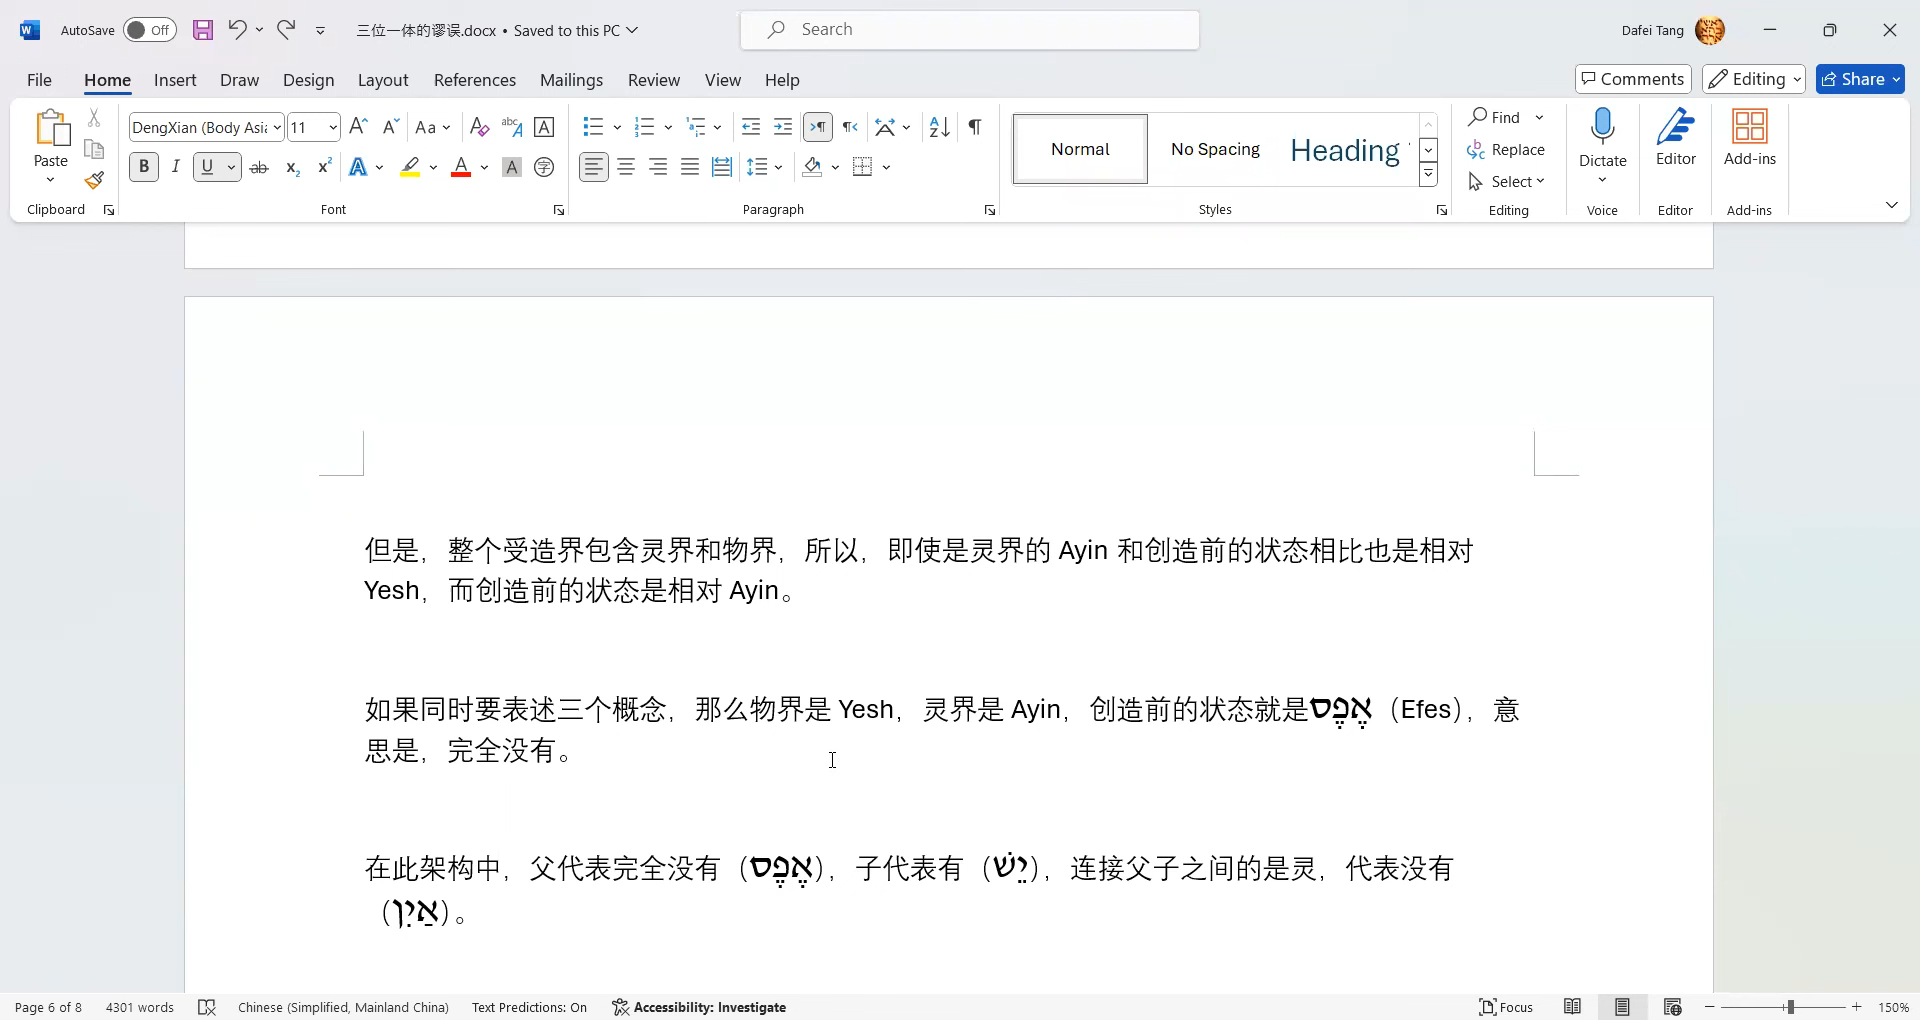 AutoSave Off 三位一体的谬误.docx • Saved to this PC Search Dafei Tang
File Home Insert Draw Design Layout References Mailings Review View Help Comments Editing Share
Paste DengXian (Body Asia 11 Aa Normal No Spacing Heading Find Replace Select Dictate Editor Add-ins
Clipboard Font Paragraph Styles Editing Voice Editor Add-ins
但是，整个受造界包含灵界和物界，所以，即使是灵界的 Ayin 和创造前的状态相比也是相对
Yesh，而创造前的状态是相对 Ayin。
如果同时要表述三个概念，那么物界是 Yesh，灵界是 Ayin，创造前的状态就是אֶפֶס（Efes），意
思是，完全没有。
在此架构中，父代表完全没有（אֶפֶס），子代表有（יֵשׁ），连接父子之间的是灵，代表没有
（אַיִן）。
Page 6 of 8 4301 words Chinese (Simplified, Mainland China) Text Predictions: On Accessibility: Investigate Focus 150%